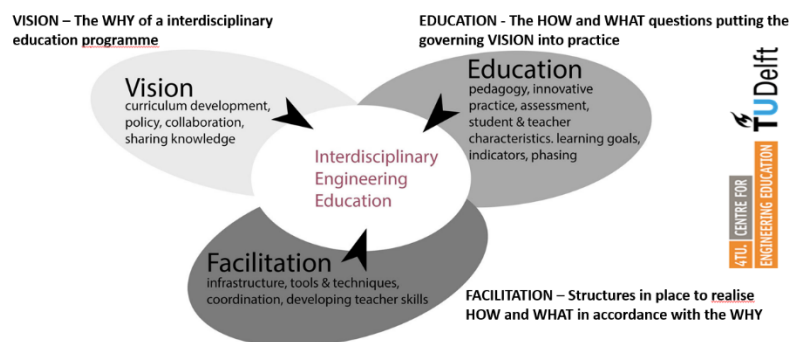 VISION – The WHY of a interdisciplinary
education programme
EDUCATION - The HOW and WHAT questions putting the
governing VISION into practice
Vision
curriculum development,
policy, collaboration,
sharing knowledge
Education
pedagogy, innovative
practice, assessment,
student & teacher
characteristics. learning goals,
indicators, phasing
Interdisciplinary
Engineering
Education
Facilitation
infrastructure, tools & techniques,
coordination, developing teacher skills
FACILITATION – Structures in place to realise
HOW and WHAT in accordance with the WHY
TUDelft
4TU. CENTRE FOR
ENGINEERING EDUCATION